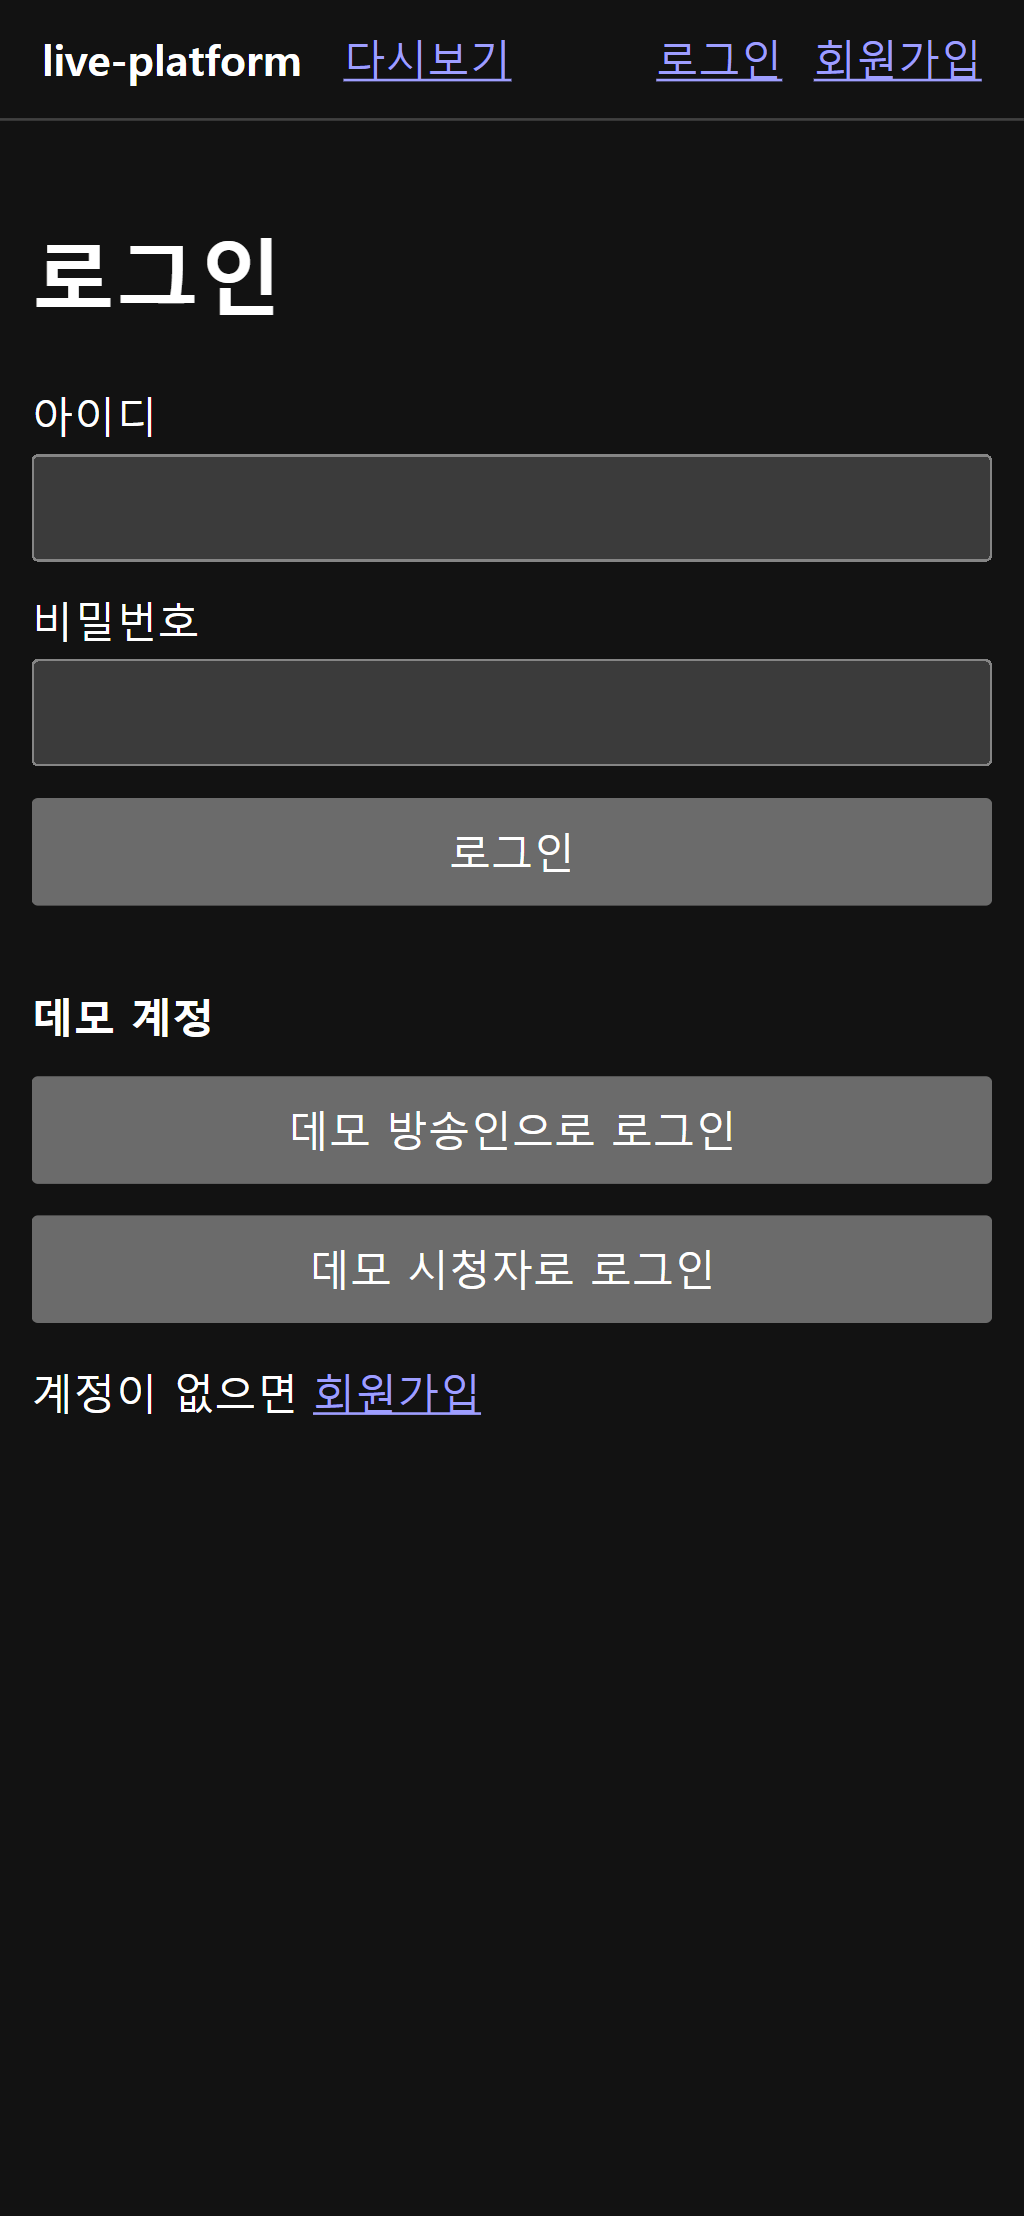 live-platform 다시보기 로그인 회원가입
로그인
아이디
비밀번호
로그인
데모 계정
데모 방송인으로 로그인
데모 시청자로 로그인
계정이 없으면 회원가입